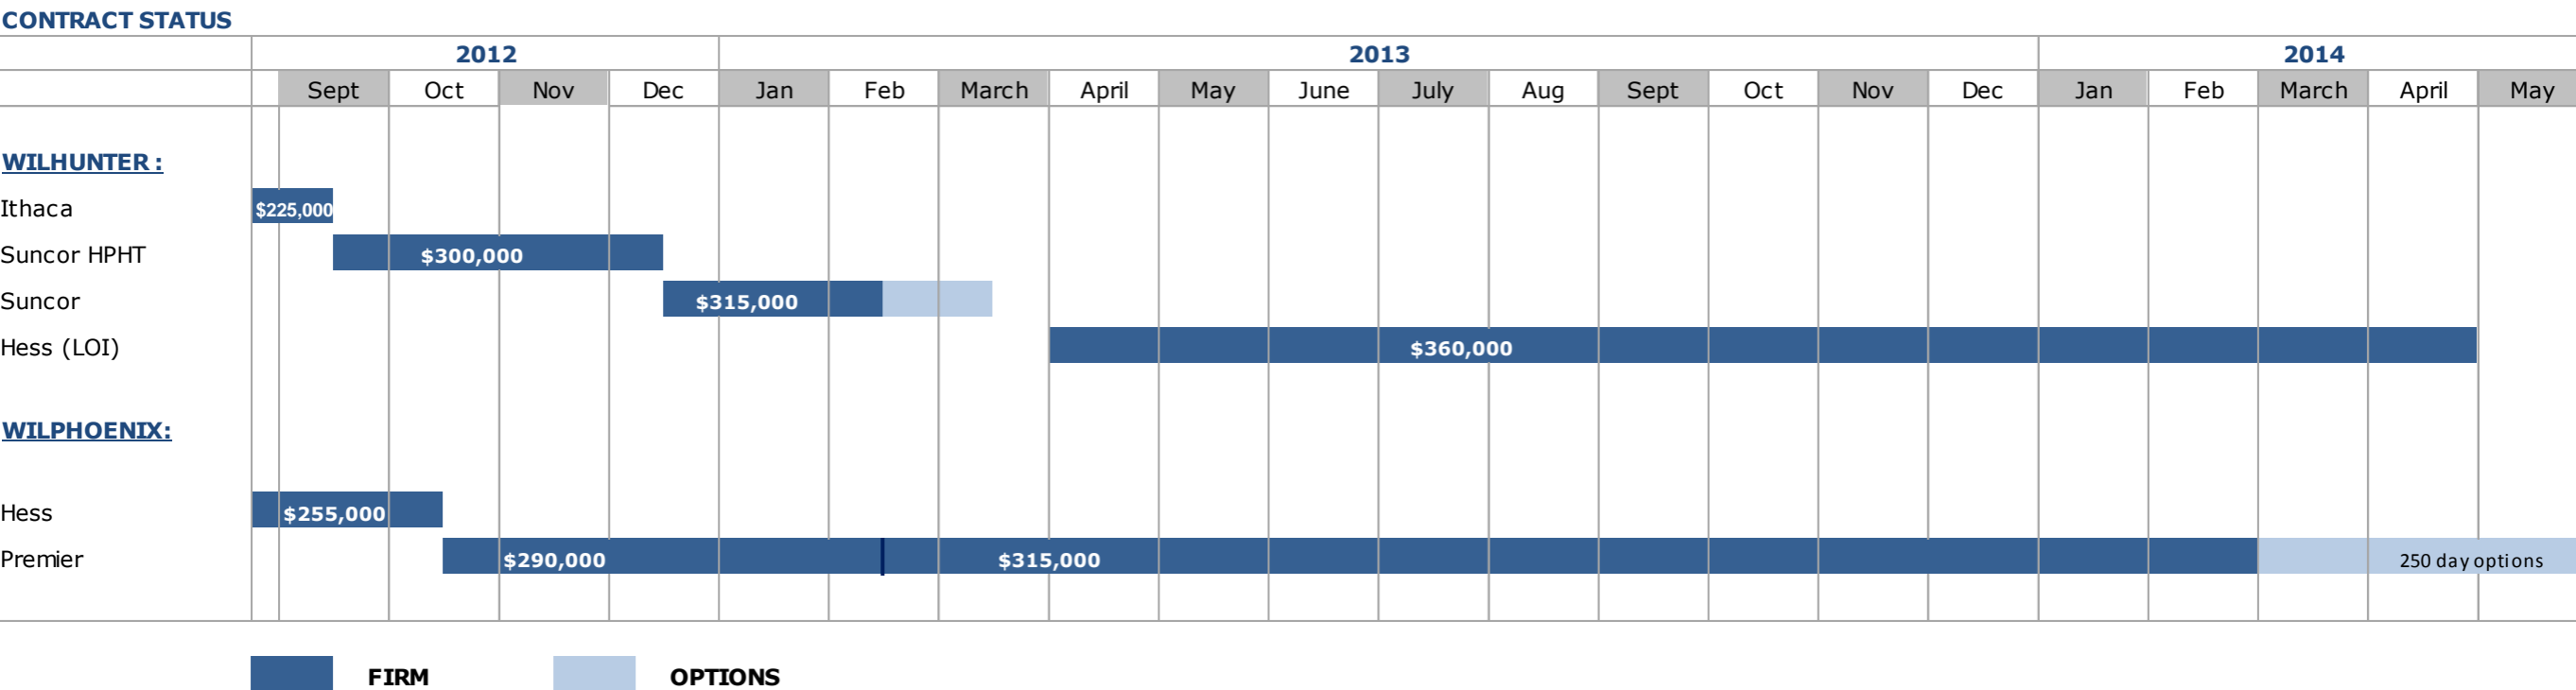 CONTRACT STATUS
2012 2013 2014
Sept Oct Nov Dec Jan Feb March April May June July Aug Sept Oct Nov Dec Jan Feb March April May
WILHUNTER :
Ithaca $225,000
Suncor HPHT $300,000
Suncor $315,000
Hess (LOI) $360,000
WILPHOENIX:
Hess $255,000
Premier $290,000 $315,000 250 day options
FIRM OPTIONS